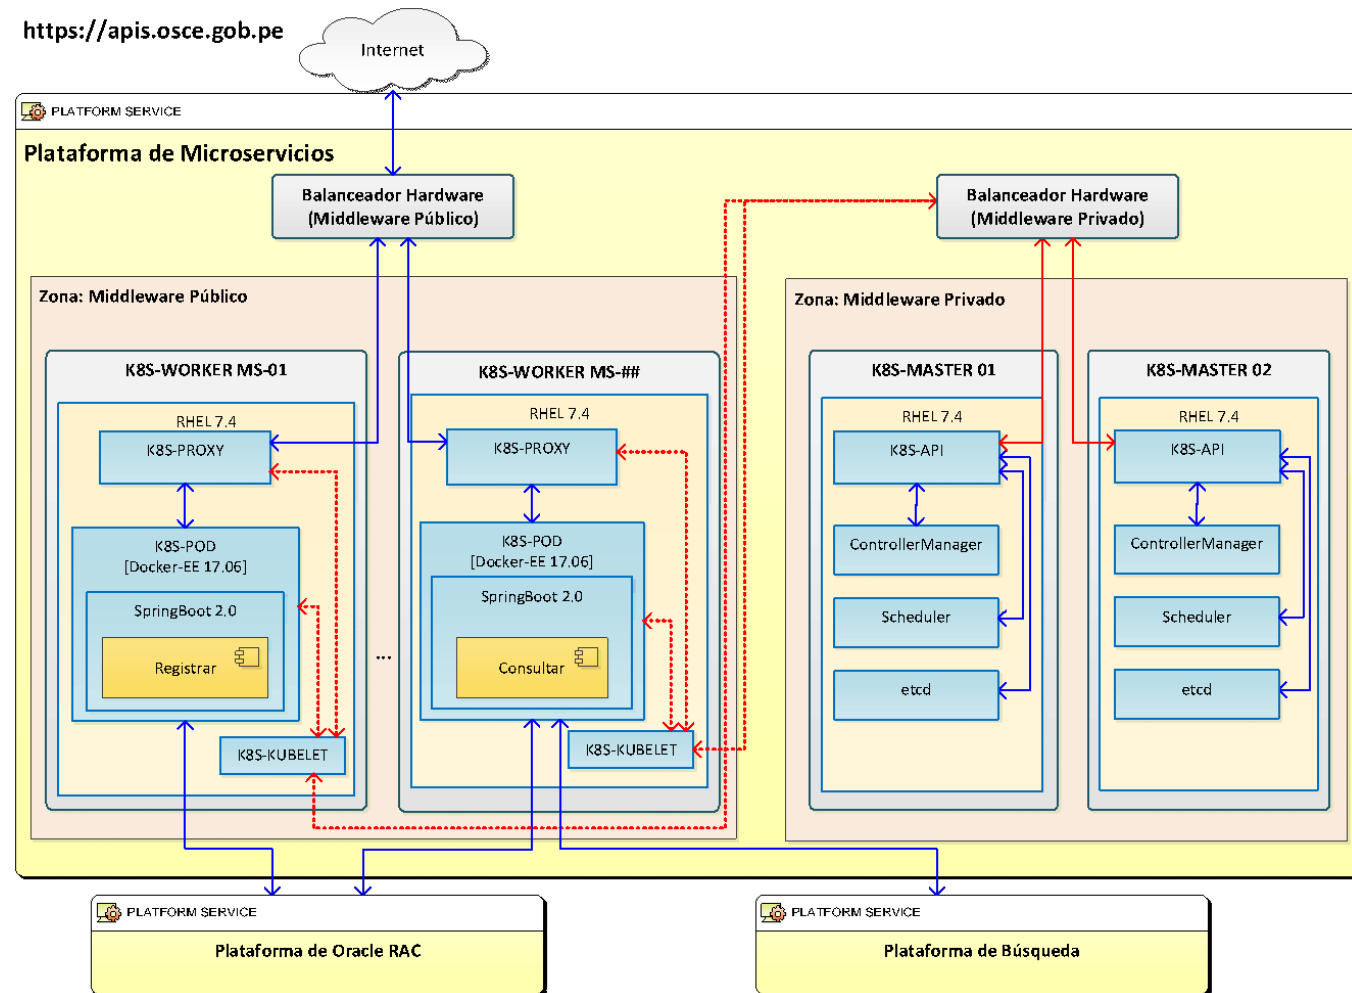 https://apis.osce.gob.pe
Internet
PLATFORM SERVICE
Plataforma de Microservicios
Balanceador Hardware
(Middleware Público)
Balanceador Hardware
(Middleware Privado)
Zona: Middleware Público
K8S-WORKER MS-01
RHEL 7.4
K8S-PROXY
K8S-POD
[Docker-EE 17.06]
SpringBoot 2.0
Registrar
K8S-KUBELET
...
K8S-WORKER MS-##
RHEL 7.4
K8S-PROXY
K8S-POD
[Docker-EE 17.06]
SpringBoot 2.0
Consultar
K8S-KUBELET
Zona: Middleware Privado
K8S-MASTER 01
RHEL 7.4
K8S-API
ControllerManager
Scheduler
etcd
K8S-MASTER 02
RHEL 7.4
K8S-API
ControllerManager
Scheduler
etcd
PLATFORM SERVICE
Plataforma de Oracle RAC
PLATFORM SERVICE
Plataforma de Búsqueda